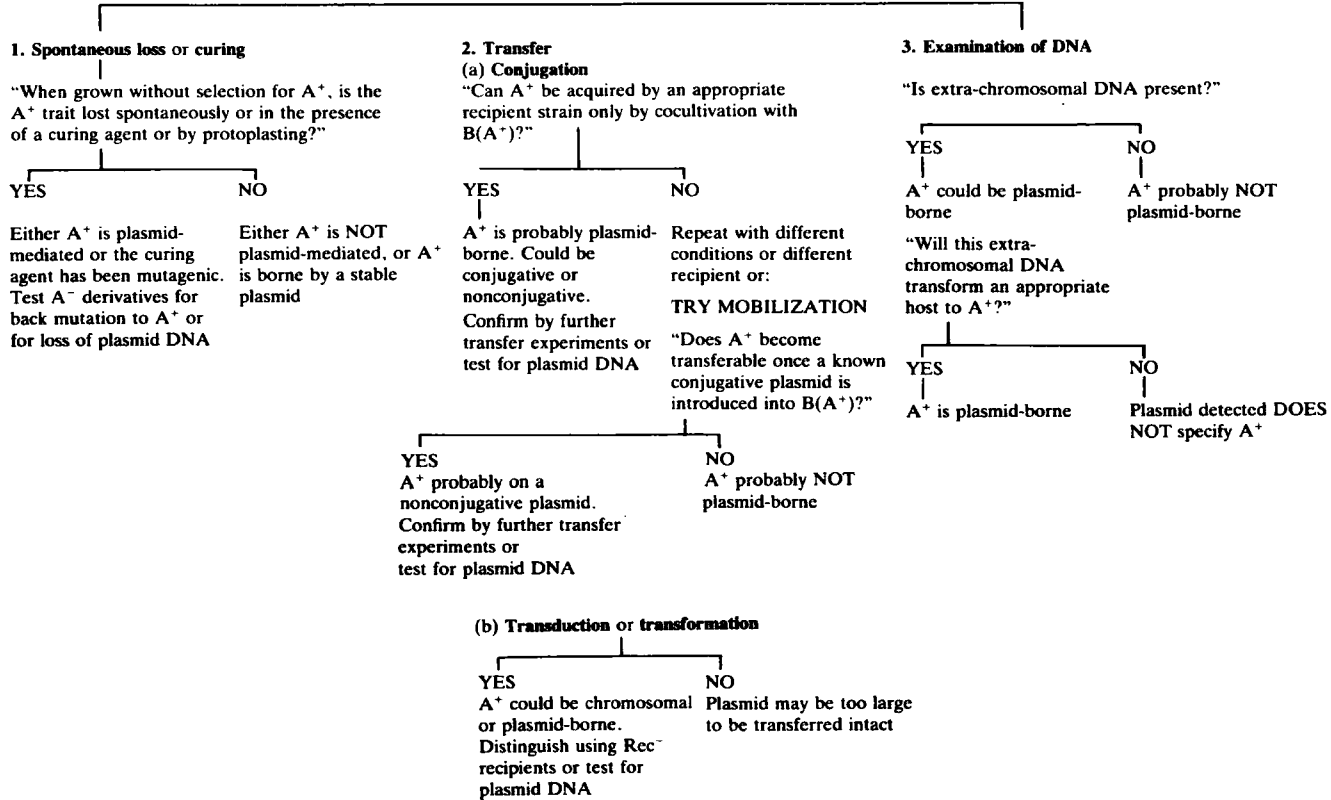 1. Spontaneous loss or curing
"When grown without selection for A⁺, is the
A⁺ trait lost spontaneously or in the presence
of a curing agent or by protoplasting?"
YES
Either A⁺ is plasmid-
mediated or the curing
agent has been mutagenic.
Test A⁻ derivatives for
back mutation to A⁺ or
for loss of plasmid DNA
NO
Either A⁺ is NOT
plasmid-mediated, or A⁺
is borne by a stable
plasmid
2. Transfer
(a) Conjugation
"Can A⁺ be acquired by an appropriate
recipient strain only by cocultivation with
B(A⁺)?"
YES
A⁺ is probably plasmid-
borne. Could be
conjugative or
nonconjugative.
Confirm by further
transfer experiments or
test for plasmid DNA
NO
Repeat with different
conditions or different
recipient or:
TRY MOBILIZATION
"Does A⁺ become
transferable once a known
conjugative plasmid is
introduced into B(A⁺)?"
YES
A⁺ probably on a
nonconjugative plasmid.
Confirm by further transfer
experiments or
test for plasmid DNA
NO
A⁺ probably NOT
plasmid-borne
(b) Transduction or transformation
YES
A⁺ could be chromosomal
or plasmid-borne.
Distinguish using Rec⁻
recipients or test for
plasmid DNA
NO
Plasmid may be too large
to be transferred intact
3. Examination of DNA
"Is extra-chromosomal DNA present?"
YES
A⁺ could be plasmid-
borne
"Will this extra-
chromosomal DNA
transform an appropriate
host to A⁺?"
NO
A⁺ probably NOT
plasmid-borne
YES
A⁺ is plasmid-borne
NO
Plasmid detected DOES
NOT specify A⁺